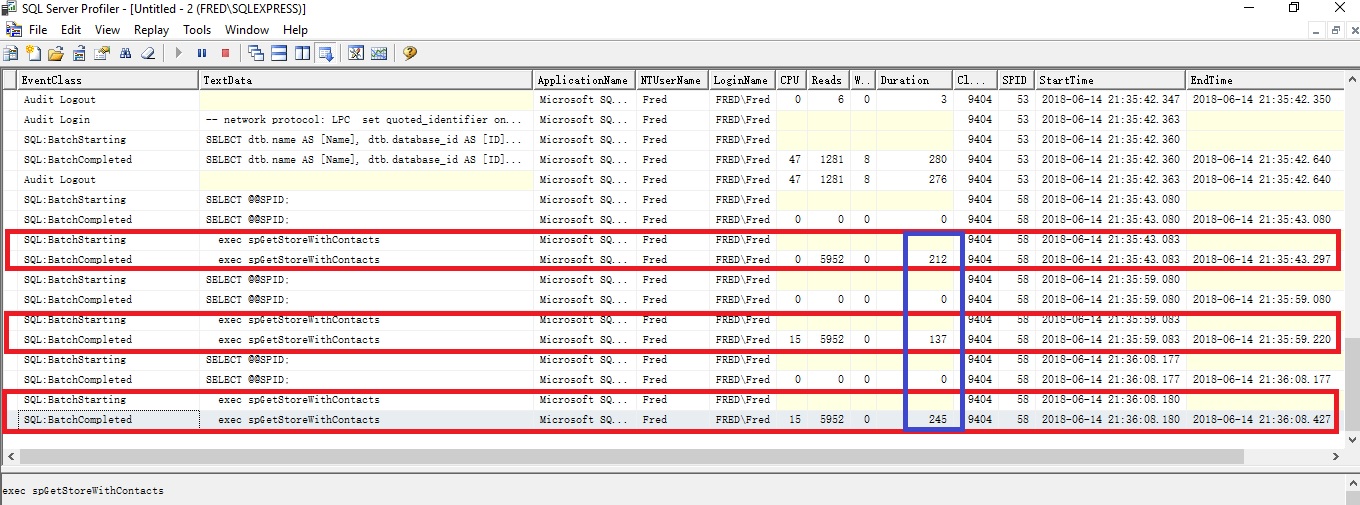 SQL Server Profiler - [Untitled - 2 (FRED\SQLEXPRESS)]
File Edit View Replay Tools Window Help
EventClass TextData ApplicationName NTUserName LoginName CPU Reads W.. Duration Cl... SPID StartTime EndTime
Audit Logout Microsoft SQ... Fred FRED\Fred 0 6 0 3 9404 53 2018-06-14 21:35:42.347 2018-06-14 21:35:42.350
Audit Login -- network protocol: LPC set quoted_identifier on... Microsoft SQ... Fred FRED\Fred 9404 53 2018-06-14 21:35:42.363
SQL:BatchStarting SELECT dtb.name AS [Name], dtb.database_id AS [ID]... Microsoft SQ... Fred FRED\Fred 9404 53 2018-06-14 21:35:42.360
SQL:BatchCompleted SELECT dtb.name AS [Name], dtb.database_id AS [ID]... Microsoft SQ... Fred FRED\Fred 47 1281 8 280 9404 53 2018-06-14 21:35:42.360 2018-06-14 21:35:42.640
Audit Logout Microsoft SQ... Fred FRED\Fred 47 1281 8 276 9404 53 2018-06-14 21:35:42.363 2018-06-14 21:35:42.640
SQL:BatchStarting SELECT @@SPID; Microsoft SQ... Fred FRED\Fred 9404 58 2018-06-14 21:35:43.080
SQL:BatchCompleted SELECT @@SPID; Microsoft SQ... Fred FRED\Fred 0 0 0 0 9404 58 2018-06-14 21:35:43.080 2018-06-14 21:35:43.080
SQL:BatchStarting exec spGetStoreWithContacts Microsoft SQ... Fred FRED\Fred 9404 58 2018-06-14 21:35:43.083
SQL:BatchCompleted exec spGetStoreWithContacts Microsoft SQ... Fred FRED\Fred 0 5952 0 212 9404 58 2018-06-14 21:35:43.083 2018-06-14 21:35:43.297
SQL:BatchStarting SELECT @@SPID; Microsoft SQ... Fred FRED\Fred 9404 58 2018-06-14 21:35:59.080
SQL:BatchCompleted SELECT @@SPID; Microsoft SQ... Fred FRED\Fred 0 0 0 0 9404 58 2018-06-14 21:35:59.080 2018-06-14 21:35:59.080
SQL:BatchStarting exec spGetStoreWithContacts Microsoft SQ... Fred FRED\Fred 9404 58 2018-06-14 21:35:59.083
SQL:BatchCompleted exec spGetStoreWithContacts Microsoft SQ... Fred FRED\Fred 15 5952 0 137 9404 58 2018-06-14 21:35:59.083 2018-06-14 21:35:59.220
SQL:BatchStarting SELECT @@SPID; Microsoft SQ... Fred FRED\Fred 9404 58 2018-06-14 21:36:08.177
SQL:BatchCompleted SELECT @@SPID; Microsoft SQ... Fred FRED\Fred 0 0 0 0 9404 58 2018-06-14 21:36:08.177 2018-06-14 21:36:08.177
SQL:BatchStarting exec spGetStoreWithContacts Microsoft SQ... Fred FRED\Fred 9404 58 2018-06-14 21:36:08.180
SQL:BatchCompleted exec spGetStoreWithContacts Microsoft SQ... Fred FRED\Fred 15 5952 0 245 9404 58 2018-06-14 21:36:08.180 2018-06-14 21:36:08.427
exec spGetStoreWithContacts